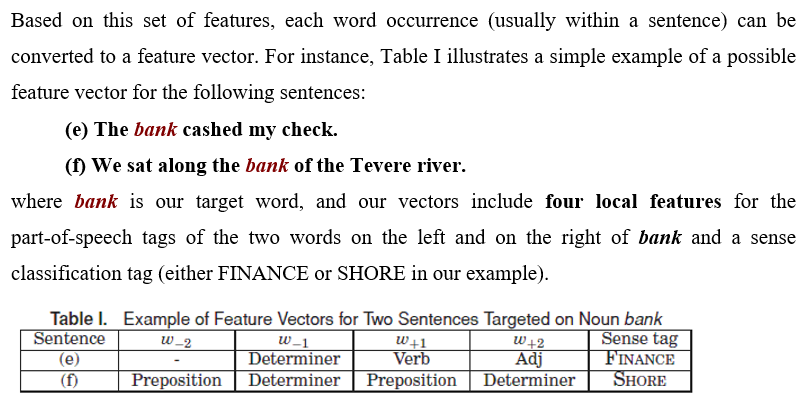 Based on this set of features, each word occurrence (usually within a sentence) can be
converted to a feature vector. For instance, Table I illustrates a simple example of a possible
feature vector for the following sentences:
(e) The bank cashed my check.
(f) We sat along the bank of the Tevere river.
where bank is our target word, and our vectors include four local features for the
part-of-speech tags of the two words on the left and on the right of bank and a sense
classification tag (either FINANCE or SHORE in our example).
Table I. Example of Feature Vectors for Two Sentences Targeted on Noun bank
Sentence w−2 w−1 w+1 w+2 Sense tag
(e) - Determiner Verb Adj FINANCE
(f) Preposition Determiner Preposition Determiner SHORE